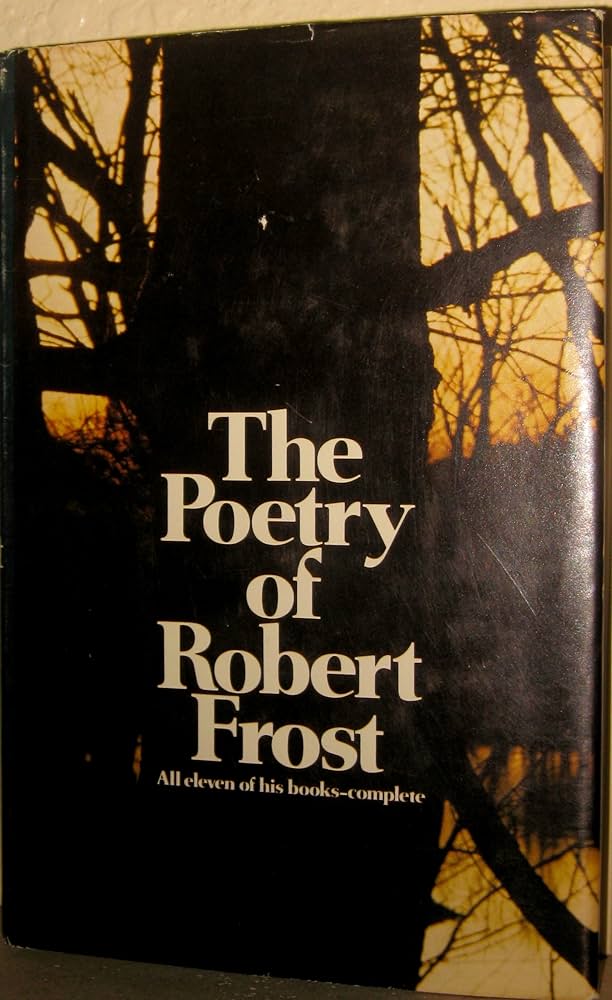 The
Poetry
of
Robert
Frost
All eleven of his books-complete